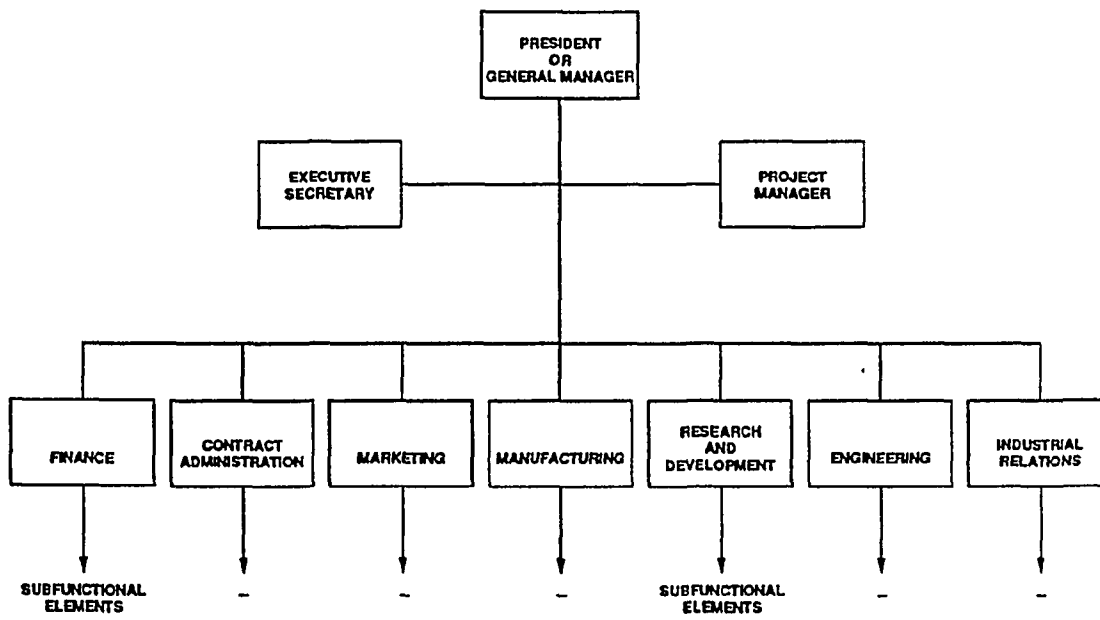 PRESIDENT
OR
GENERAL MANAGER
EXECUTIVE
SECRETARY
PROJECT
MANAGER
FINANCE
CONTRACT
ADMINISTRATION
MARKETING
MANUFACTURING
RESEARCH
AND
DEVELOPMENT
ENGINEERING
INDUSTRIAL
RELATIONS
SUBFUNCTIONAL
ELEMENTS
–
–
–
SUBFUNCTIONAL
ELEMENTS
–
–